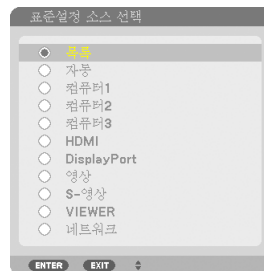 표준설정 소스 선택
목록
자동
컴퓨터1
컴퓨터2
컴퓨터3
HDMI
DisplayPort
영상
S-영상
VIEWER
네트워크
ENTER EXIT